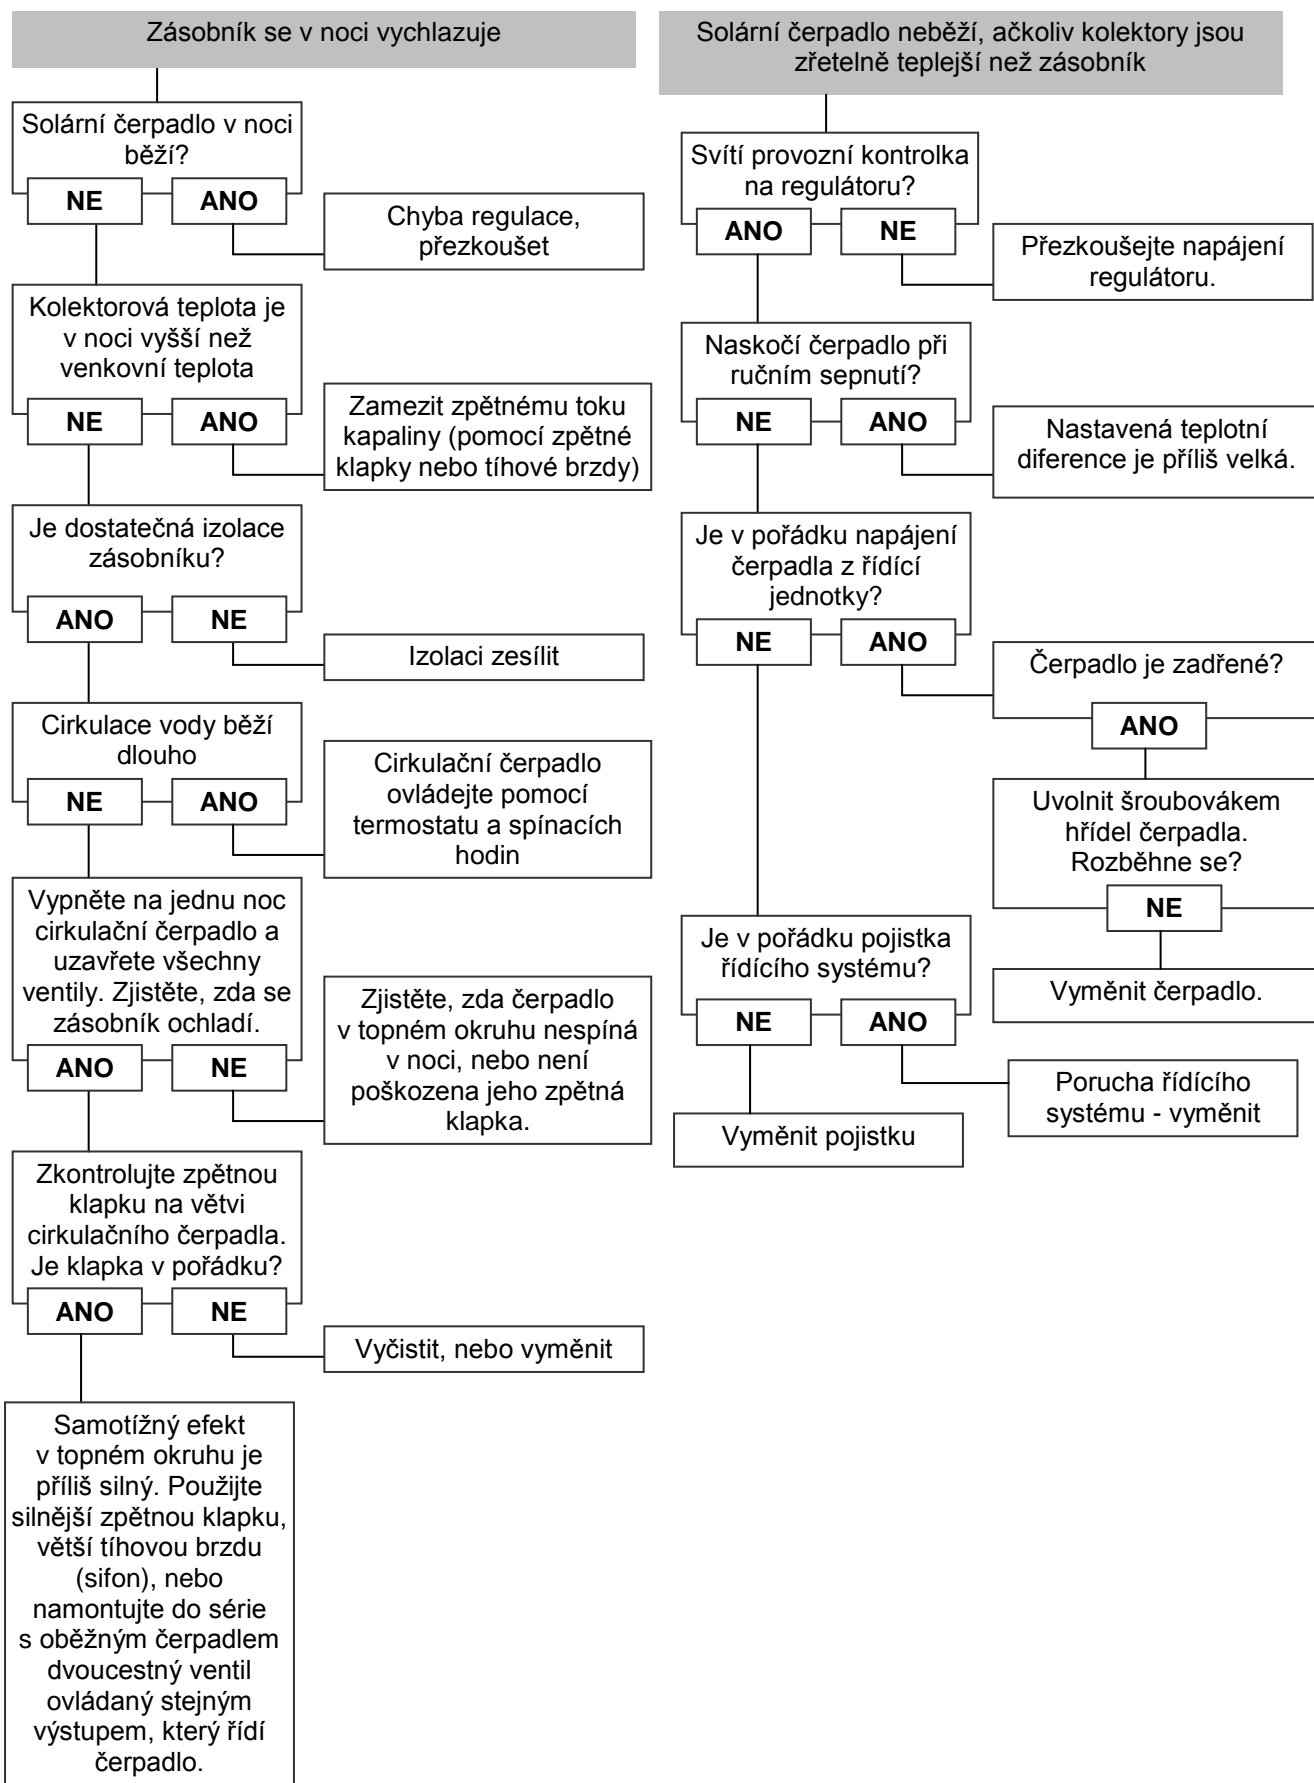 Zásobník se v noci vychlazuje
Solární čerpadlo v noci
běží?
NE
ANO
Chyba regulace,
přezkoušet
Kolektorová teplota je
v noci vyšší než
venkovní teplota
NE
ANO
Zamezit zpětnému toku
kapaliny (pomocí zpětné
klapky nebo tíhové brzdy)
Je dostatečná izolace
zásobníku?
ANO
NE
Izolaci zesílit
Cirkulace vody běží
dlouho
NE
ANO
Cirkulační čerpadlo
ovládejte pomocí
termostatu a spínacích
hodin
Vypněte na jednu noc
cirkulační čerpadlo a
uzavřete všechny
ventily. Zjistěte, zda se
zásobník ochladí.
ANO
NE
Zjistěte, zda čerpadlo
v topném okruhu nespíná
v noci, nebo není
poškozena jeho zpětná
klapka.
Zkontrolujte zpětnou
klapku na větvi
cirkulačního čerpadla.
Je klapka v pořádku?
ANO
NE
Vyčistit, nebo vyměnit
Samotížný efekt
v topném okruhu je
příliš silný. Použijte
silnější zpětnou klapku,
větší tíhovou brzdu
(sifon), nebo
namontujte do série
s oběžným čerpadlem
dvoucestný ventil
ovládaný stejným
výstupem, který řídí
čerpadlo.
Solární čerpadlo neběží, ačkoliv kolektory jsou
zřetelně teplejší než zásobník
Svítí provozní kontrolka
na regulátoru?
ANO
NE
Přezkoušejte napájení
regulátoru.
Naskočí čerpadlo při
ručním sepnutí?
NE
ANO
Nastavená teplotní
diference je příliš velká.
Je v pořádku napájení
čerpadla z řídící
jednotky?
NE
ANO
Čerpadlo je zadřené?
ANO
Uvolnit šroubovákem
hřídel čerpadla.
Rozběhne se?
NE
Vyměnit čerpadlo.
Je v pořádku pojistka
řídícího systému?
NE
ANO
Porucha řídícího
systému - vyměnit
Vyměnit pojistku